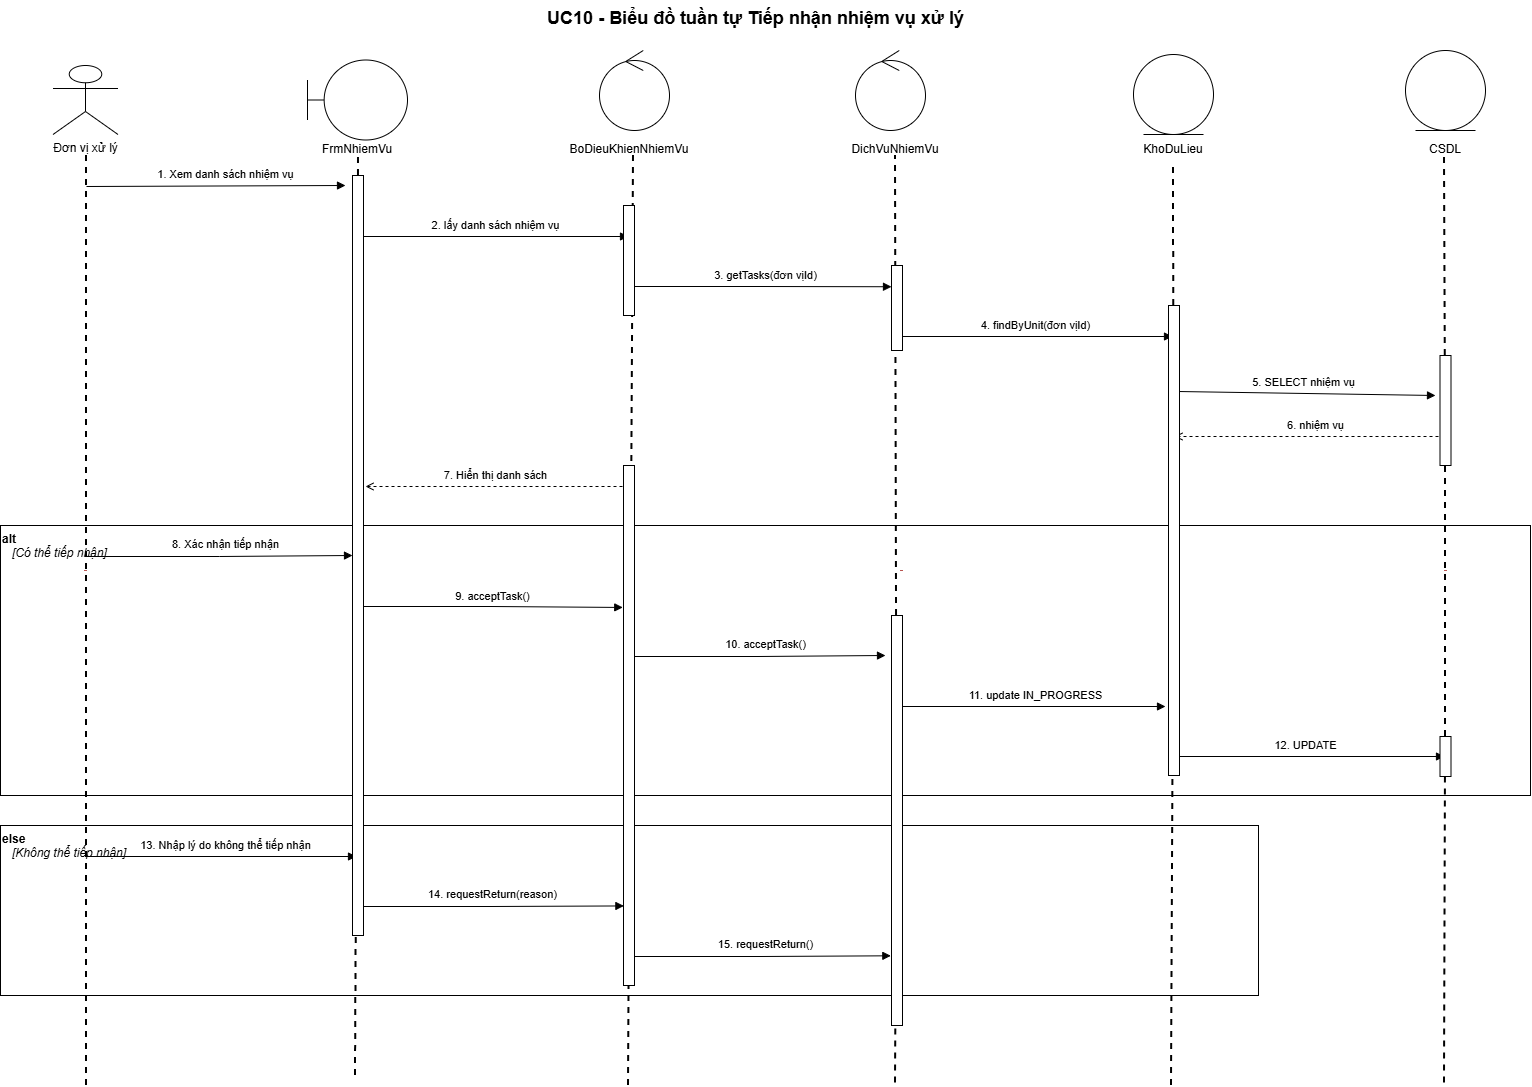 UC10 - Biểu đồ tuần tự Tiếp nhận nhiệm vụ xử lý
Đơn vị xử lý
FrmNhiemVu
BoDieuKhienNhiemVu
DichVuNhiemVu
KhoDuLieu
CSDL
1. Xem danh sách nhiệm vụ
2. lấy danh sách nhiệm vụ
3. getTasks(đơn vịId)
4. findByUnit(đơn vịId)
5. SELECT nhiệm vụ
6. nhiệm vụ
7. Hiển thị danh sách
alt
[Có thể tiếp nhận]
8. Xác nhận tiếp nhận
9. acceptTask()
10. acceptTask()
11. update IN_PROGRESS
12. UPDATE
else
[Không thể tiếp nhận]
13. Nhập lý do không thể tiếp nhận
14. requestReturn(reason)
15. requestReturn()